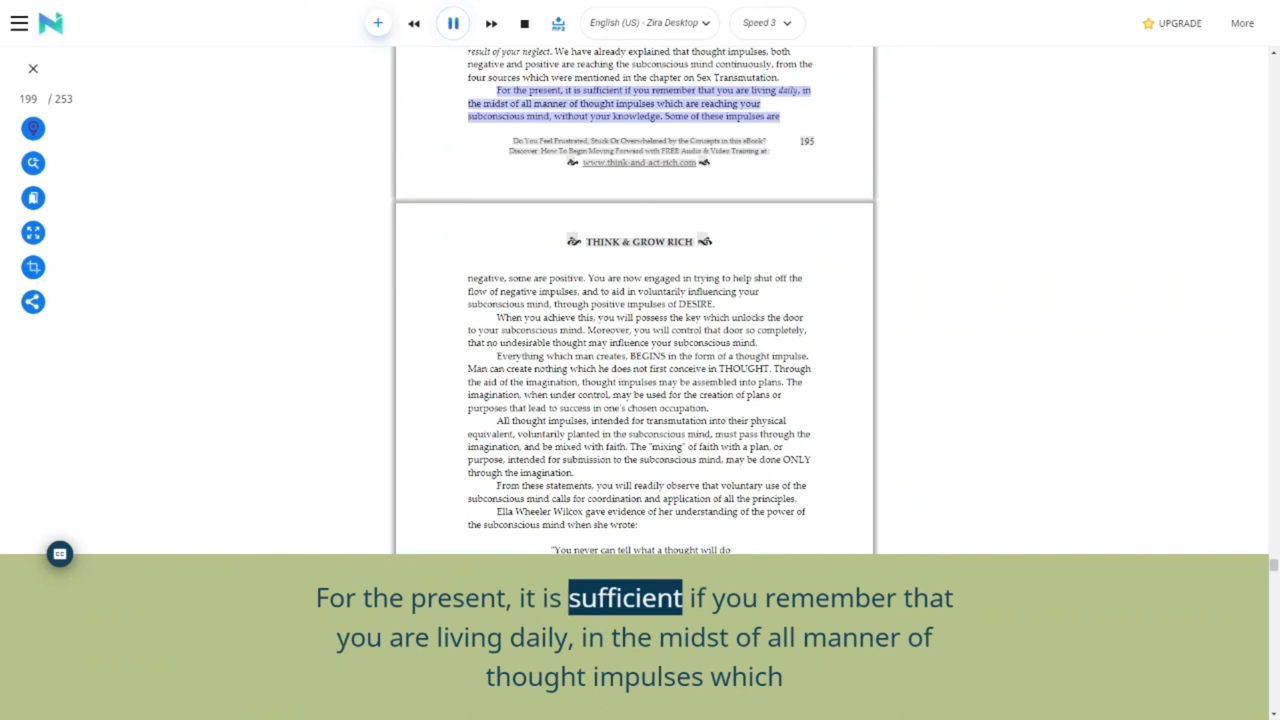 +
MP3
English (US) - Zira Desktop
Speed 3
UPGRADE
More
199 / 253
result of your neglect. We have already explained that thought impulses, both
negative and positive are reaching the subconscious mind continuously, from the
four sources which were mentioned in the chapter on Sex Transmutation.
For the present, it is sufficient if you remember that you are living daily, in
the midst of all manner of thought impulses which are reaching your
subconscious mind, without your knowledge. Some of these impulses are
Do You Feel Frustrated, Stuck Or Overwhelmed by the Concepts in this eBook?
195
Discover How To Begin Moving Forward with FREE Audio & Video Training at:
www.think-and-act-rich.com
THINK & GROW RICH
negative, some are positive. You are now engaged in trying to help shut off the
flow of negative impulses, and to aid in voluntarily influencing your
subconscious mind, through positive impulses of DESIRE.
When you achieve this, you will possess the key which unlocks the door
to your subconscious mind. Moreover, you will control that door so completely,
that no undesirable thought may influence your subconscious mind.
Everything which man creates, BEGINS in the form of a thought impulse.
Man can create nothing which he does not first conceive in THOUGHT. Through
the aid of the imagination, thought impulses may be assembled into plans. The
imagination, when under control, may be used for the creation of plans or
purposes that lead to success in one's chosen occupation.
All thought impulses, intended for transmutation into their physical
equivalent, voluntarily planted in the subconscious mind, must pass through the
imagination, and be mixed with faith. The "mixing" of faith with a plan, or
purpose, intended for submission to the subconscious mind, may be done ONLY
through the imagination.
From these statements, you will readily observe that voluntary use of the
subconscious mind calls for coordination and application of all the principles.
Ella Wheeler Wilcox gave evidence of her understanding of the power of
the subconscious mind when she wrote:
"You never can tell what a thought will do
CC
For the present, it is sufficient if you remember that
you are living daily, in the midst of all manner of
thought impulses which